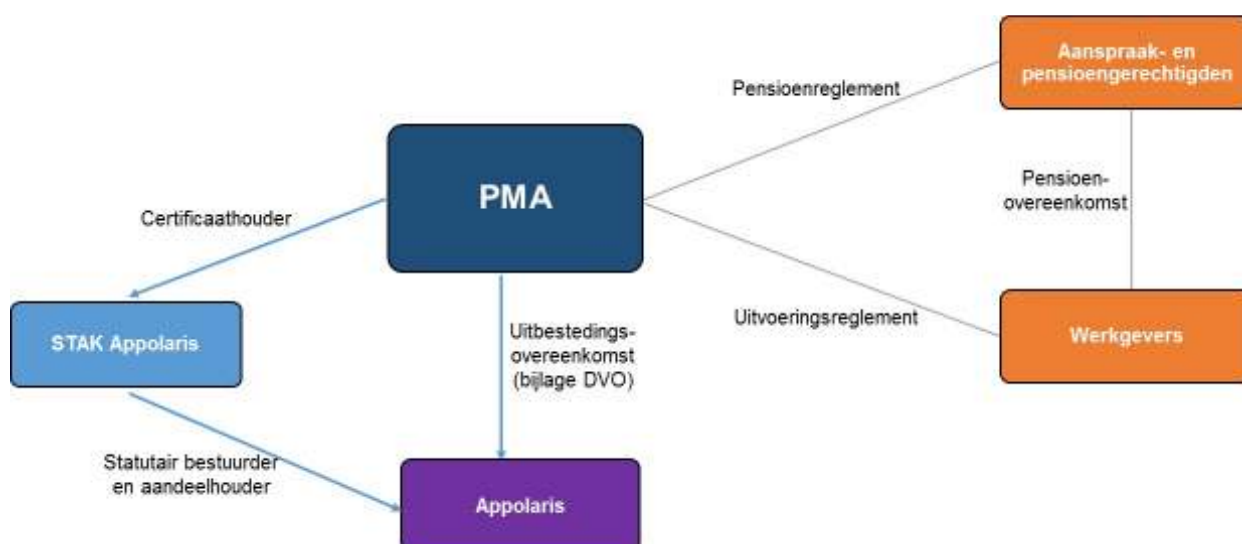 Aanspraak- en
pensioengerechtigden
Pensioenreglement
PMA
Pensioen-
overeenkomst
Certificaathouder
Uitvoeringsreglement
Werkgevers
STAK Appolaris
Uitbestedings-
overeenkomst
(bijlage DVO)
Statutair bestuurder
en aandeelhouder
Appolaris